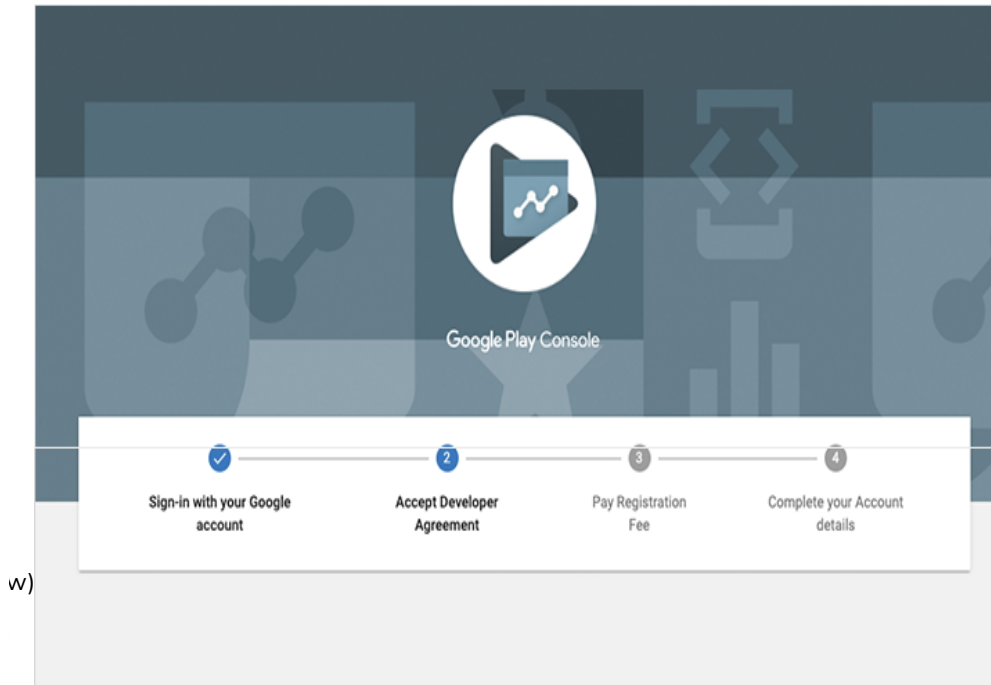 Google Play Console
2
3
4
Sign-in with your Google
account
Accept Developer
Agreement
Pay Registration
Fee
Complete your Account
details
w)